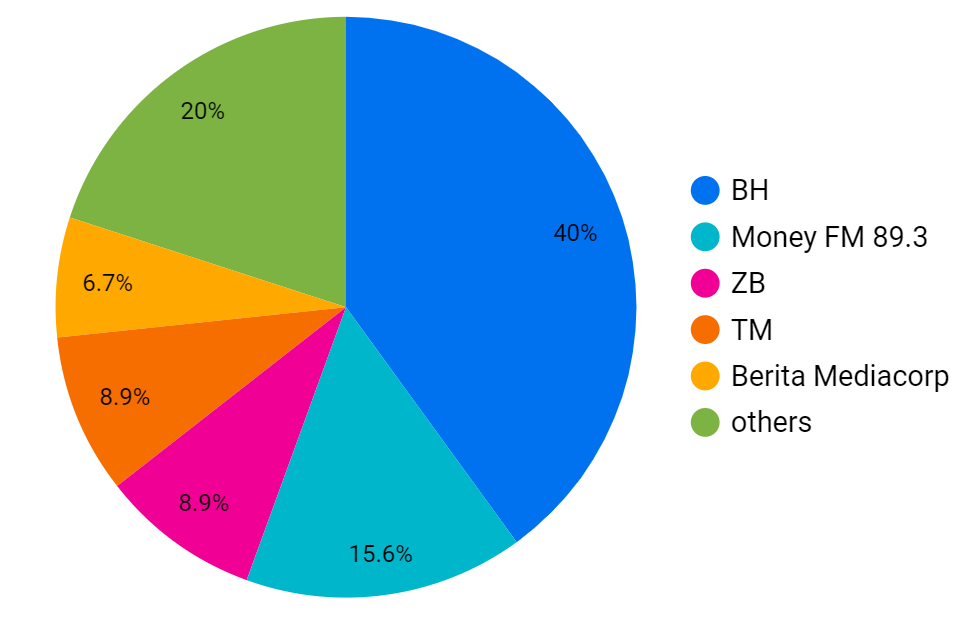 20%
40%
6.7%
8.9%
8.9%
15.6%
BH
Money FM 89.3
ZB
TM
Berita Mediacorp
others